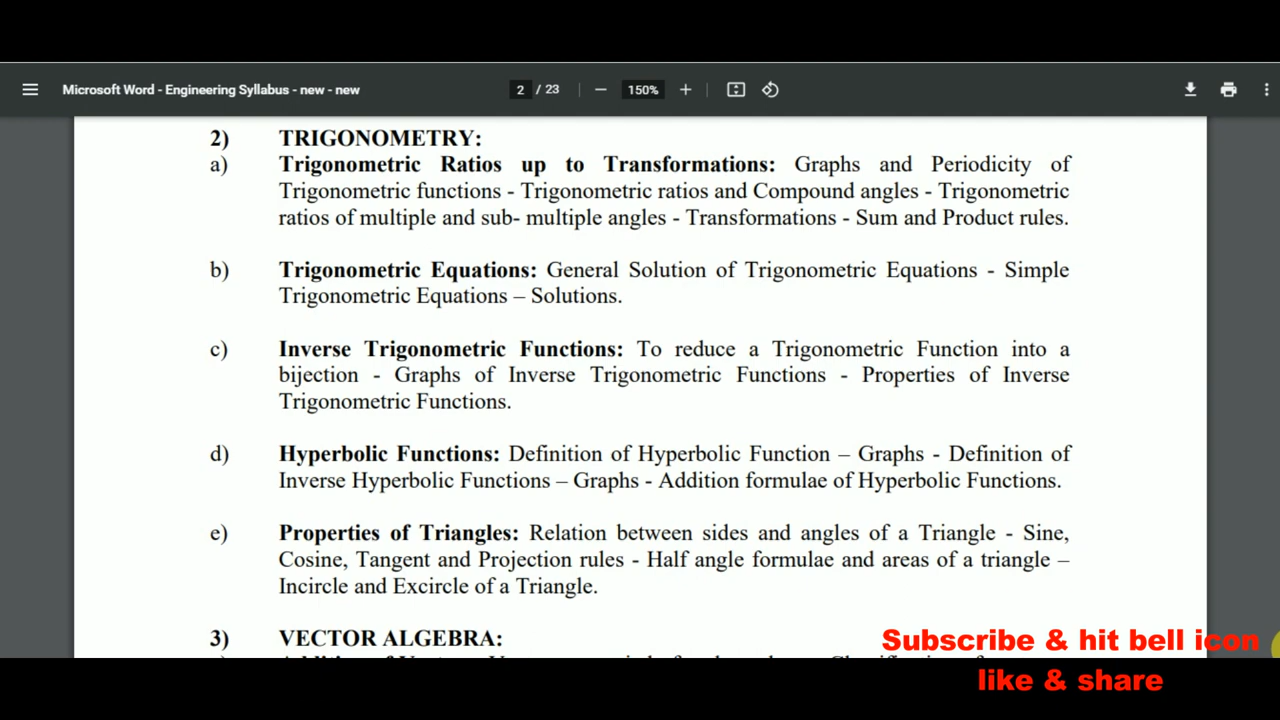 Microsoft Word - Engineering Syllabus - new - new
2 / 23
150%
2) TRIGONOMETRY:
a) Trigonometric Ratios up to Transformations: Graphs and Periodicity of
Trigonometric functions - Trigonometric ratios and Compound angles - Trigonometric
ratios of multiple and sub- multiple angles - Transformations - Sum and Product rules.
b) Trigonometric Equations: General Solution of Trigonometric Equations - Simple
Trigonometric Equations – Solutions.
c) Inverse Trigonometric Functions: To reduce a Trigonometric Function into a
bijection - Graphs of Inverse Trigonometric Functions - Properties of Inverse
Trigonometric Functions.
d) Hyperbolic Functions: Definition of Hyperbolic Function – Graphs - Definition of
Inverse Hyperbolic Functions – Graphs - Addition formulae of Hyperbolic Functions.
e) Properties of Triangles: Relation between sides and angles of a Triangle - Sine,
Cosine, Tangent and Projection rules - Half angle formulae and areas of a triangle –
Incircle and Excircle of a Triangle.
3) VECTOR ALGEBRA:
Subscribe & hit bell icon
like & share